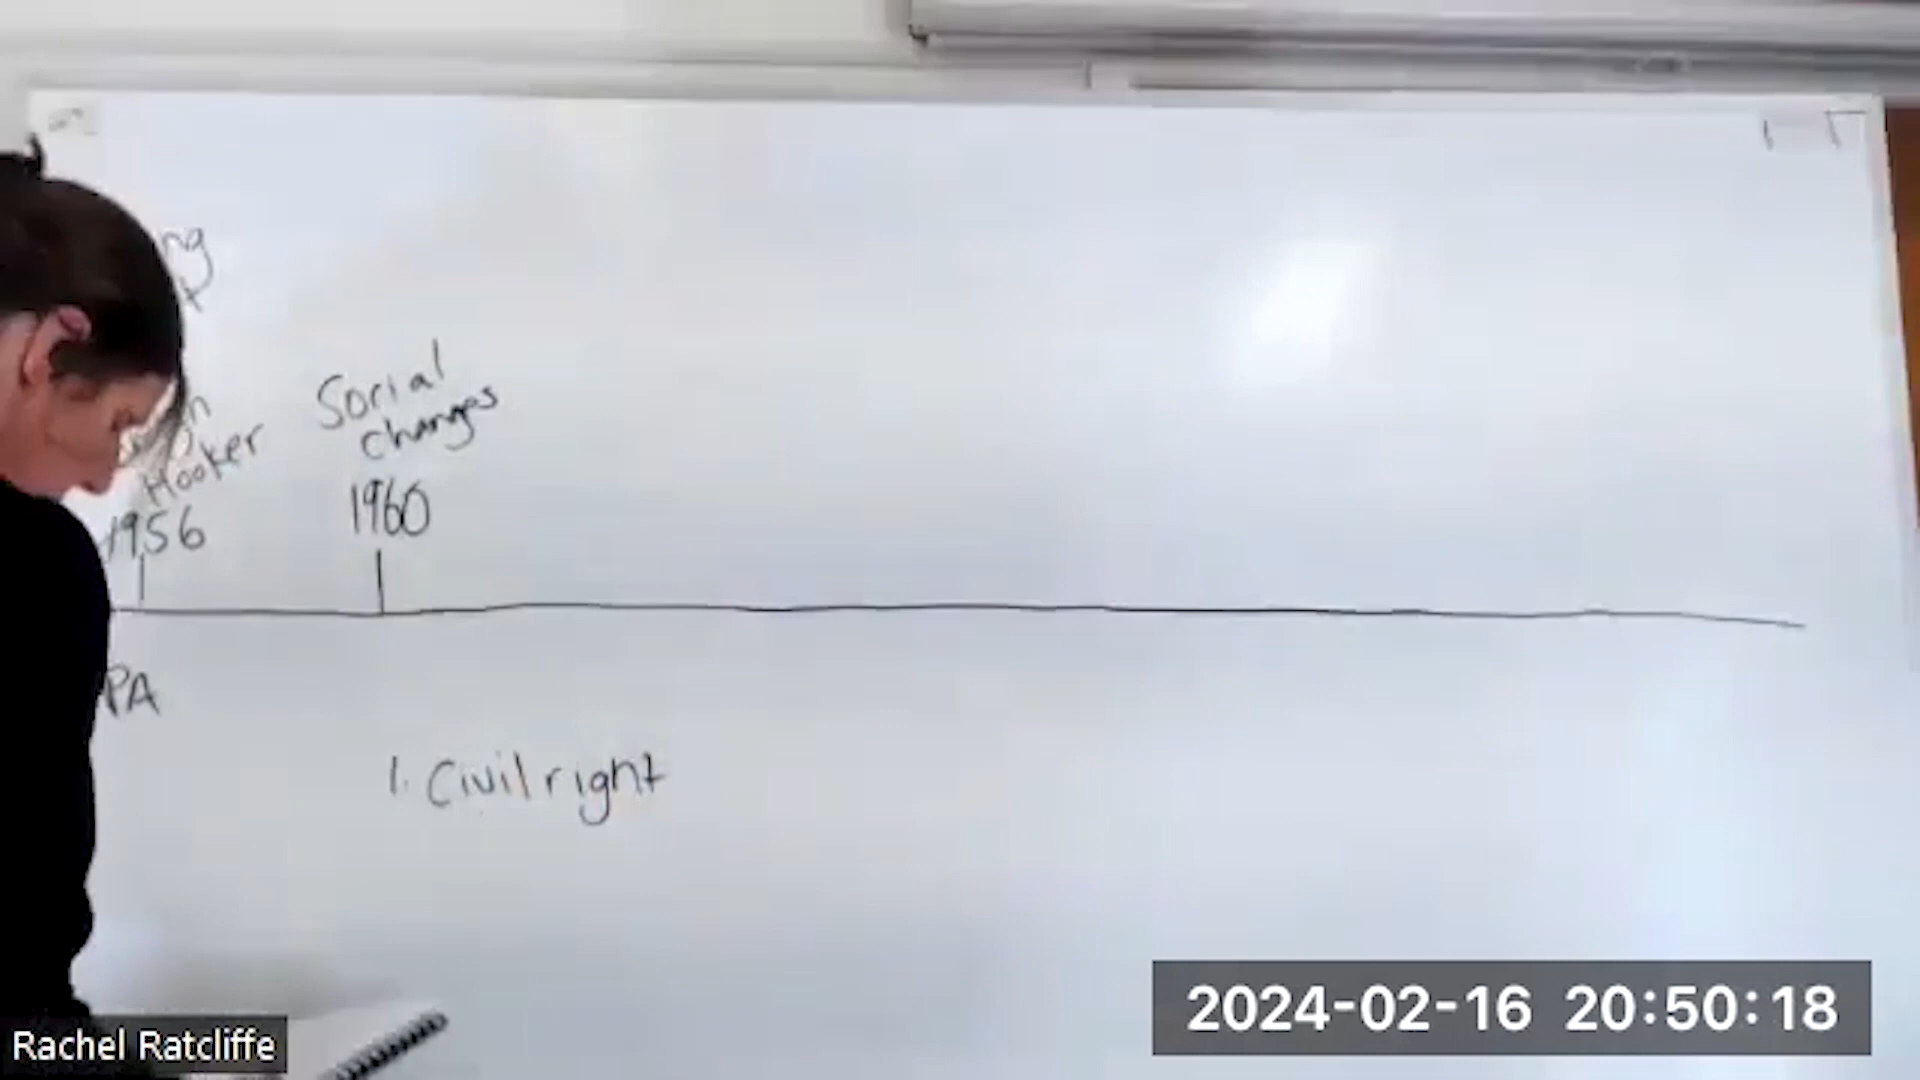 Social
changes
Hooker
1956
1960
PA
1. Civil right
2024-02-16 20:50:18
Rachel Ratcliffe